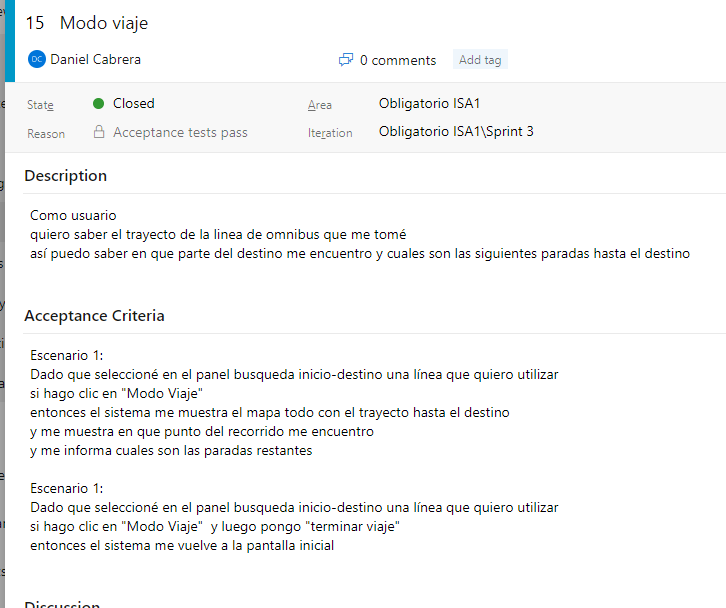 15 Modo viaje
DC Daniel Cabrera
0 comments
Add tag
State Closed
Area Obligatorio ISA1
Reason Acceptance tests pass
Iteration Obligatorio ISA1\Sprint 3
Description
Como usuario
quiero saber el trayecto de la linea de omnibus que me tomé
así puedo saber en que parte del destino me encuentro y cuales son las siguientes paradas hasta el destino
Acceptance Criteria
Escenario 1:
Dado que seleccioné en el panel busqueda inicio-destino una línea que quiero utilizar
si hago clic en "Modo Viaje"
entonces el sistema me muestra el mapa todo con el trayecto hasta el destino
y me muestra en que punto del recorrido me encuentro
y me informa cuales son las paradas restantes
Escenario 1:
Dado que seleccioné en el panel busqueda inicio-destino una línea que quiero utilizar
si hago clic en "Modo Viaje"  y luego pongo "terminar viaje"
entonces el sistema me vuelve a la pantalla inicial
Discussion